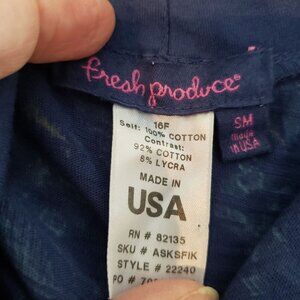 fresh produce®
SM
Made
in USA
16F
Self: 100% COTTON
Contrast:
92% COTTON
8% LYCRA
MADE IN
USA
RN # 82135
SKU # ASKSFIK
STYLE # 22240
PO #